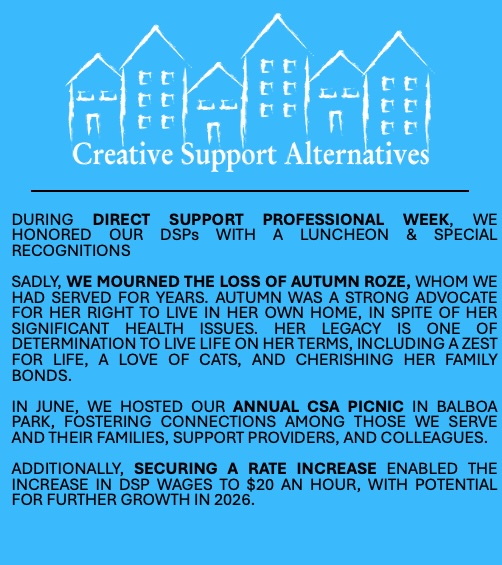 Creative Support Alternatives
DURING DIRECT SUPPORT PROFESSIONAL WEEK, WE
HONORED OUR DSPs WITH A LUNCHEON & SPECIAL
RECOGNITIONS
SADLY, WE MOURNED THE LOSS OF AUTUMN ROZE, WHOM WE
HAD SERVED FOR YEARS. AUTUMN WAS A STRONG ADVOCATE
FOR HER RIGHT TO LIVE IN HER OWN HOME, IN SPITE OF HER
SIGNIFICANT HEALTH ISSUES. HER LEGACY IS ONE OF
DETERMINATION TO LIVE LIFE ON HER TERMS, INCLUDING A ZEST
FOR LIFE, A LOVE OF CATS, AND CHERISHING HER FAMILY
BONDS.
IN JUNE, WE HOSTED OUR ANNUAL CSA PICNIC IN BALBOA
PARK, FOSTERING CONNECTIONS AMONG THOSE WE SERVE
AND THEIR FAMILIES, SUPPORT PROVIDERS, AND COLLEAGUES.
ADDITIONALLY, SECURING A RATE INCREASE ENABLED THE
INCREASE IN DSP WAGES TO $20 AN HOUR, WITH POTENTIAL
FOR FURTHER GROWTH IN 2026.